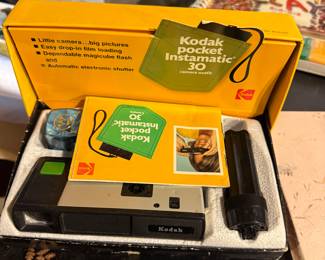 • Little camera...big pictures
• Easy drop-in film loading
• Dependable magicube flash
and
• Automatic electronic shutter
Kodak
pocket
Instamatic®
30
camera outfit
Kodak
pocket
Instamatic
30
Kodak